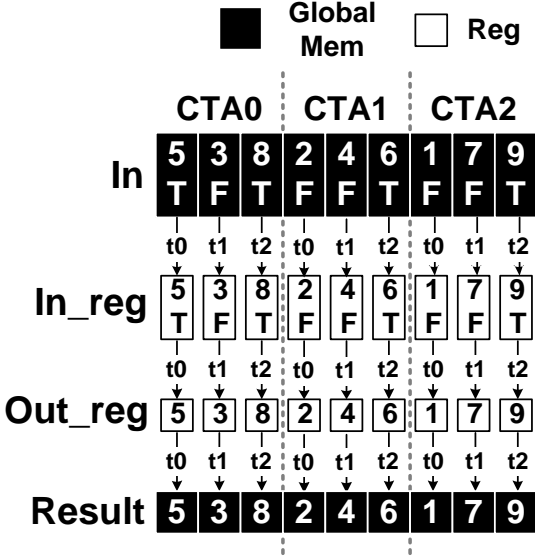 Global Mem Reg
CTA0 CTA1 CTA2
In 5 3 8 2 4 6 1 7 9
T F T F F T F F T
t0 t1 t2 t0 t1 t2 t0 t1 t2
In_reg 5 3 8 2 4 6 1 7 9
T F T F F T F F T
t0 t1 t2 t0 t1 t2 t0 t1 t2
Out_reg 5 3 8 2 4 6 1 7 9
t0 t1 t2 t0 t1 t2 t0 t1 t2
Result 5 3 8 2 4 6 1 7 9